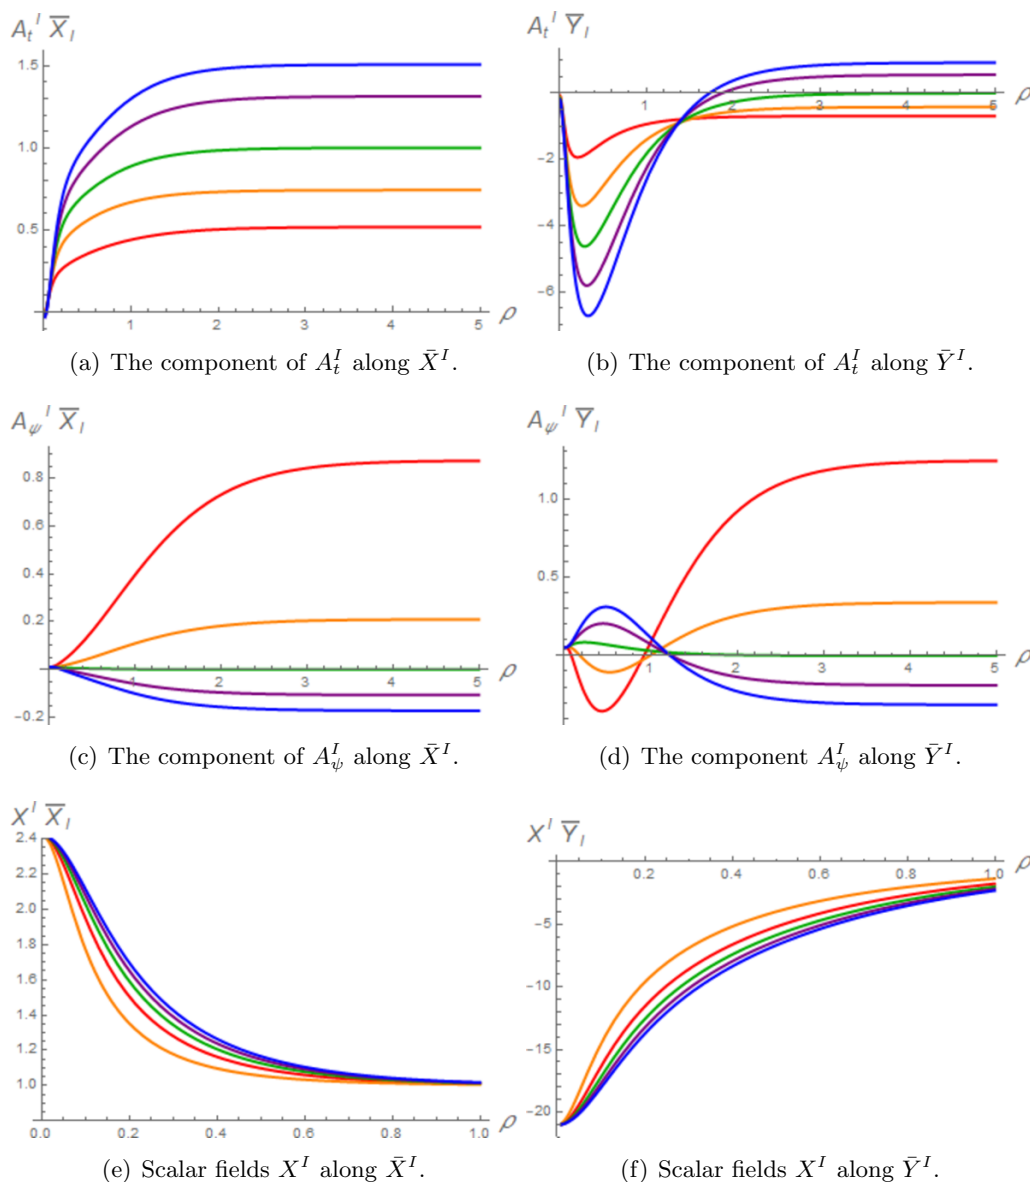 A_t^I X̄_I
A_t^I Ȳ_I
1.5
1.0
0.5
1 2 3 4 5 ρ
1 2 3 4 5 6 ρ
-2
-4
-6
(a) The component of A_t^I along X̄^I.
(b) The component of A_t^I along Ȳ^I.
A_ψ^I X̄_I
A_ψ^I Ȳ_I
0.8
0.6
0.4
0.2
-0.2
1 2 3 4 5 ρ
1.0
0.5
1 2 3 4 5 ρ
(c) The component of A_ψ^I along X̄^I.
(d) The component A_ψ^I along Ȳ^I.
X^I X̄_I
X^I Ȳ_I
2.4
2.2
2.0
1.8
1.6
1.4
1.2
1.0
0.0 0.2 0.4 0.6 0.8 1.0 ρ
0.2 0.4 0.6 0.8 1.0 ρ
-5
-10
-15
-20
(e) Scalar fields X^I along X̄^I.
(f) Scalar fields X^I along Ȳ^I.